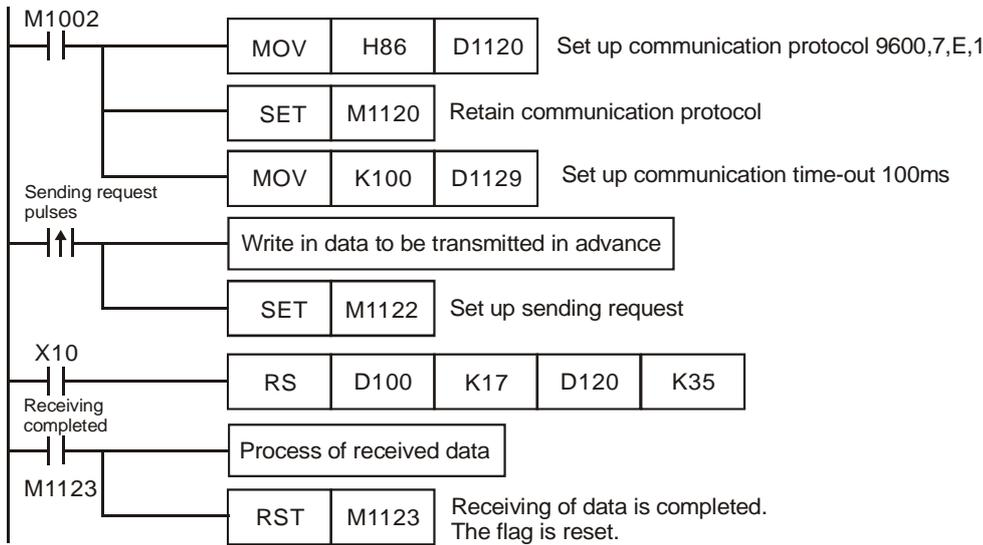 M1002
MOV H86 D1120 Set up communication protocol 9600,7,E,1
SET M1120 Retain communication protocol
MOV K100 D1129 Set up communication time-out 100ms
Sending request
pulses
Write in data to be transmitted in advance
SET M1122 Set up sending request
X10
RS D100 K17 D120 K35
Receiving
completed
Process of received data
M1123
RST M1123 Receiving of data is completed.
The flag is reset.